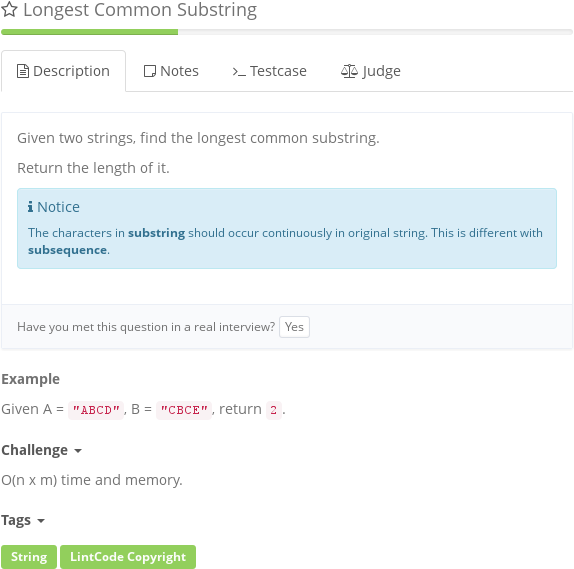 Longest Common Substring
Description
Notes
Testcase
Judge
Given two strings, find the longest common substring.
Return the length of it.
Notice
The characters in substring should occur continuously in original string. This is different with
subsequence.
Have you met this question in a real interview? Yes
Example
Given A = "ABCD", B = "CBCE", return 2.
Challenge
O(n x m) time and memory.
Tags
String LintCode Copyright